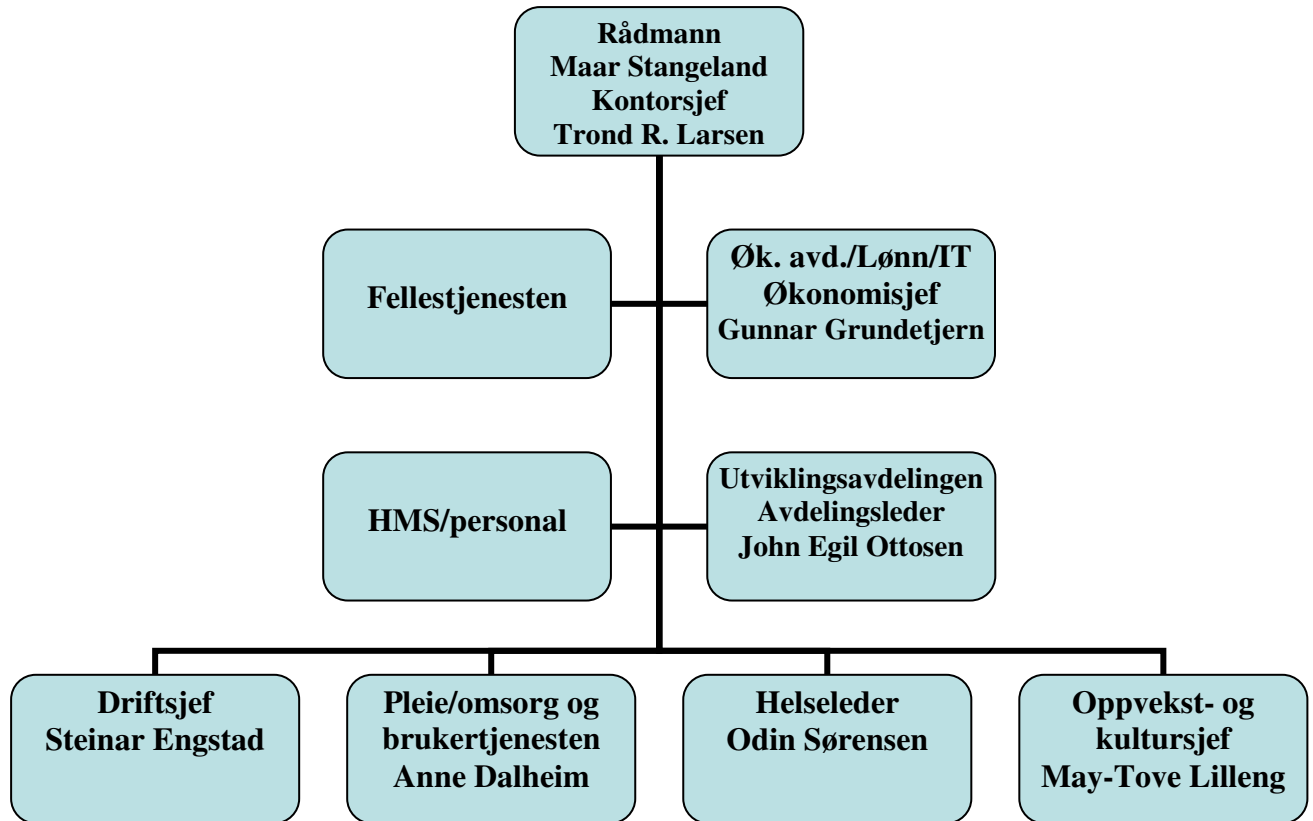 Rådmann
Maar Stangeland
Kontorsjef
Trond R. Larsen
Fellestjenesten
Øk. avd./Lønn/IT
Økonomisjef
Gunnar Grundetjern
HMS/personal
Utviklingsavdelingen
Avdelingsleder
John Egil Ottosen
Driftsjef
Steinar Engstad
Pleie/omsorg og
brukertjenesten
Anne Dalheim
Helseleder
Odin Sørensen
Oppvekst- og
kultursjef
May-Tove Lilleng